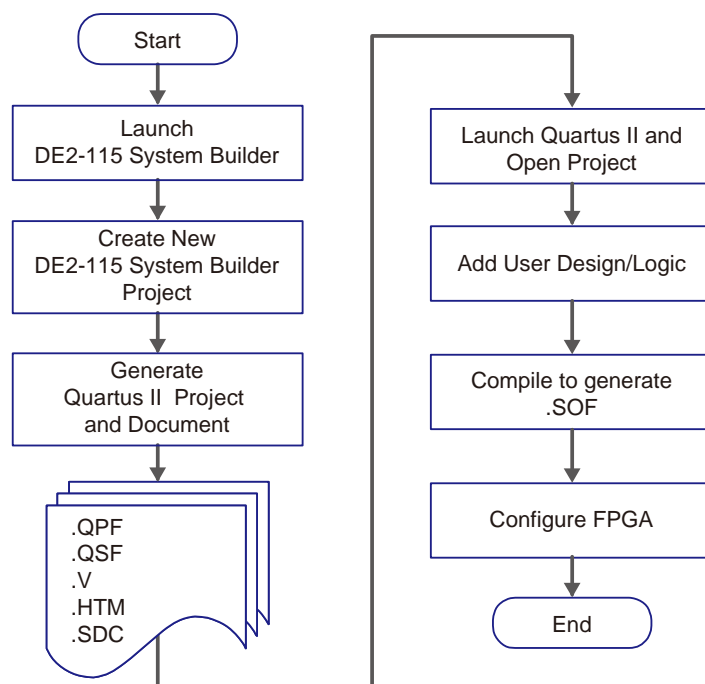 Start
Launch
DE2-115 System Builder
Create New
DE2-115 System Builder
Project
Generate
Quartus II Project
and Document
.QPF
.QSF
.V
.HTM
.SDC
Launch Quartus II and
Open Project
Add User Design/Logic
Compile to generate
.SOF
Configure FPGA
End